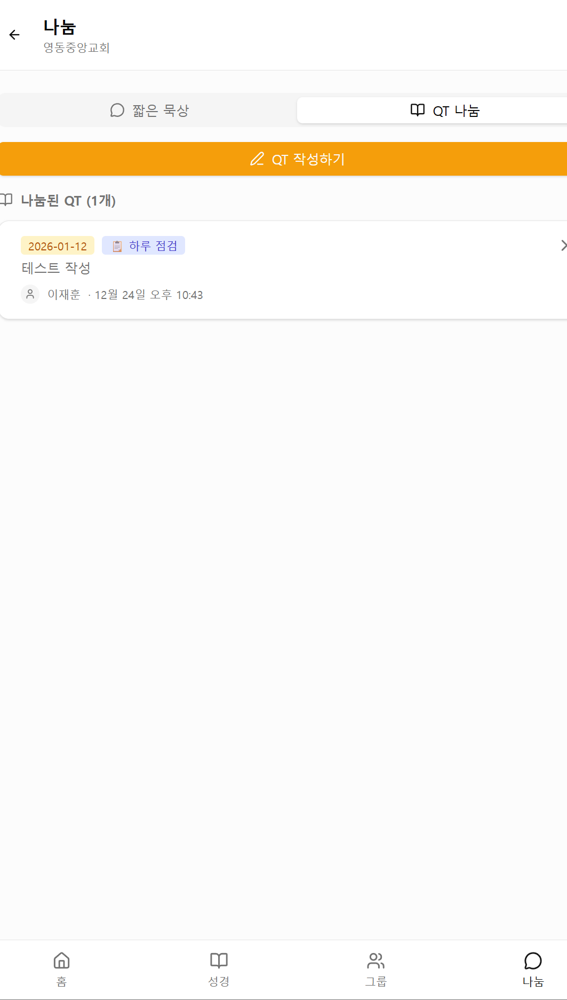 나눔
영동중앙교회
짧은 묵상
QT 나눔
QT 작성하기
나눔된 QT (1개)
2026-01-12
하루 점검
테스트 작성
이재훈 · 12월 24일 오후 10:43
홈
성경
그룹
나눔